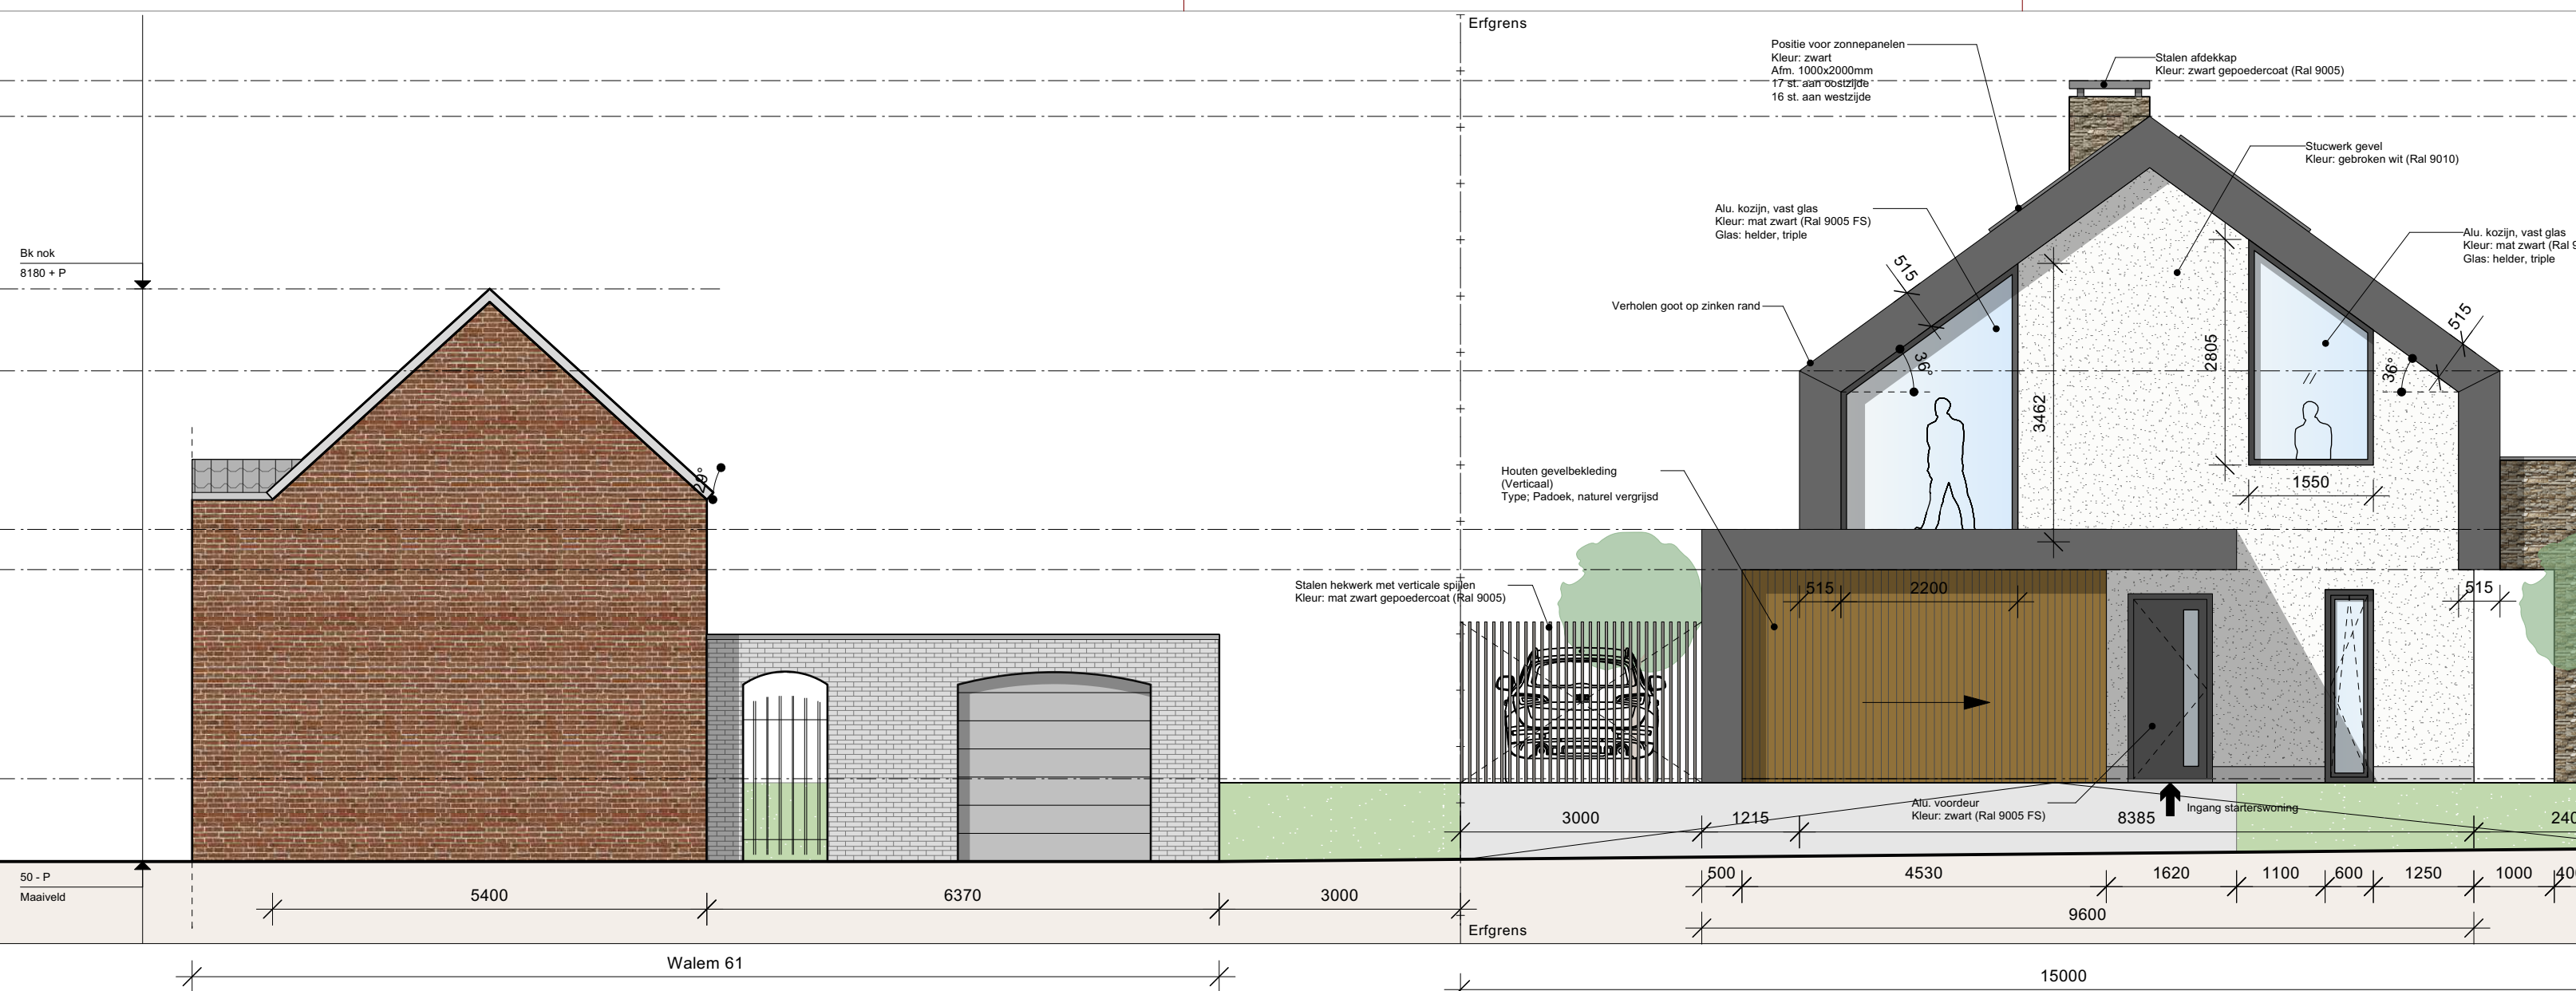 Erfgrens
Positie voor zonnepanelen
Kleur: zwart
Afm. 1000x2000mm
17 st. aan oostzijde
16 st. aan westzijde
Stalen afdekkap
Kleur: zwart gepoedercoat (Ral 9005)
Stucwerk gevel
Kleur: gebroken wit (Ral 9010)
Alu. kozijn, vast glas
Kleur: mat zwart (Ral 9005 FS)
Glas: helder, triple
Alu. kozijn, vast glas
Kleur: mat zwart (Ral
Glas: helder, triple
Bk nok
8180 + P
515
Verholen goot op zinken rand
515
36°
2805
36°
3462
29°
Houten gevelbekleding
(Verticaal)
Type; Padoek, naturel vergrijsd
1550
Stalen hekwerk met verticale spijlen
Kleur: mat zwart gepoedercoat (Ral 9005)
515
2200
515
Alu. voordeur
Kleur: zwart (Ral 9005 FS)
Ingang starterswoning
3000
1215
8385
240
50 - P
Maaiveld
5400
6370
3000
500
4530
1620
1100
600
1250
1000
40
9600
Erfgrens
Walem 61
15000